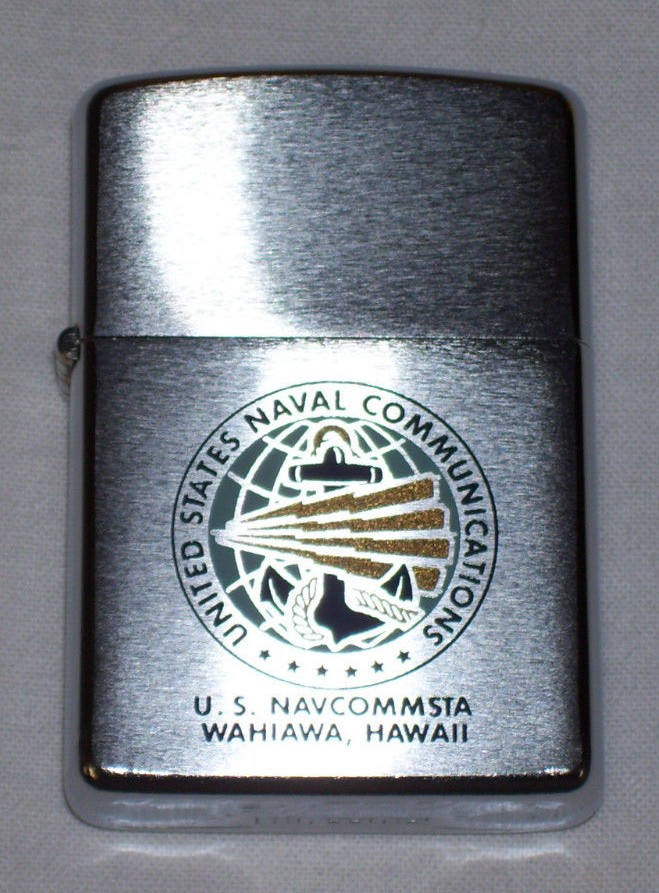 UNITED STATES NAVAL COMMUNICATIONS
U. S. NAVCOMMSTA
WAHIAWA, HAWAII